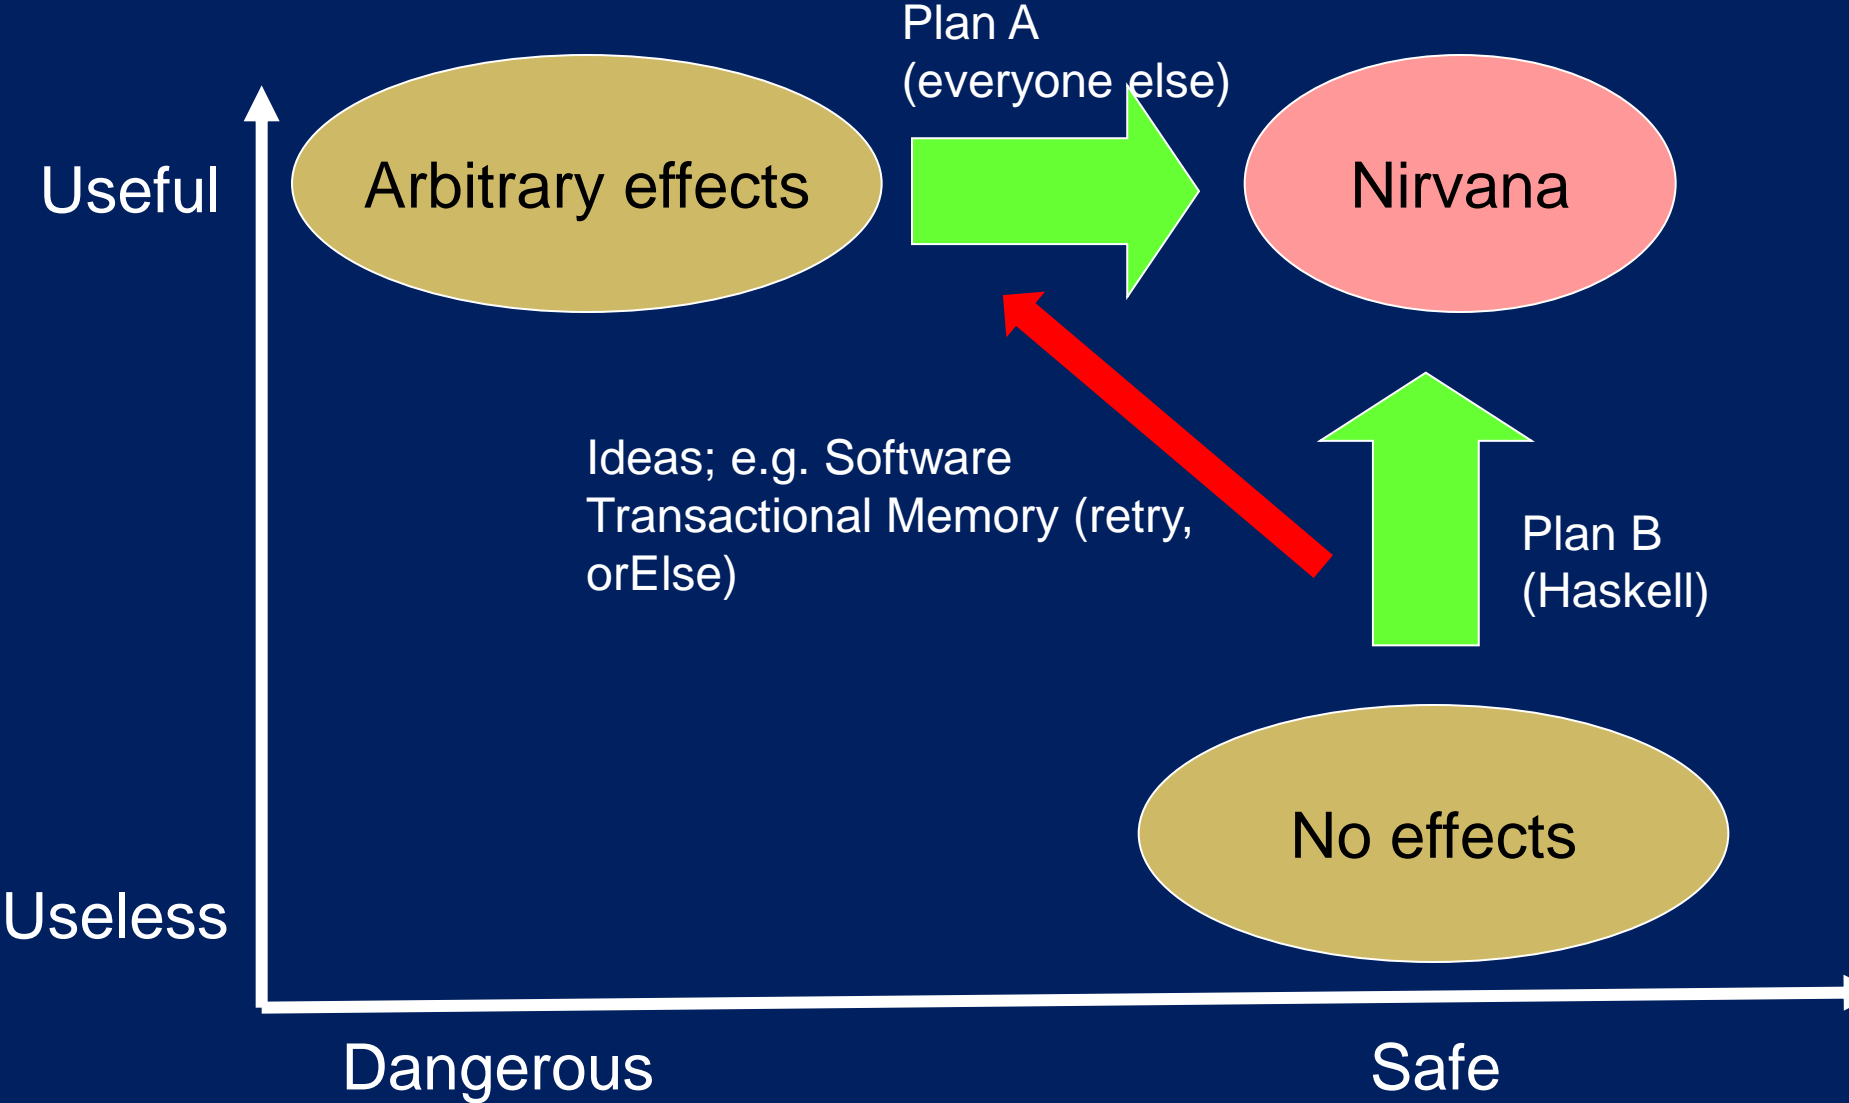 Plan A
(everyone else)
Useful
Arbitrary effects
Nirvana
Ideas; e.g. Software
Transactional Memory (retry,
orElse)
Plan B
(Haskell)
No effects
Useless
Dangerous
Safe